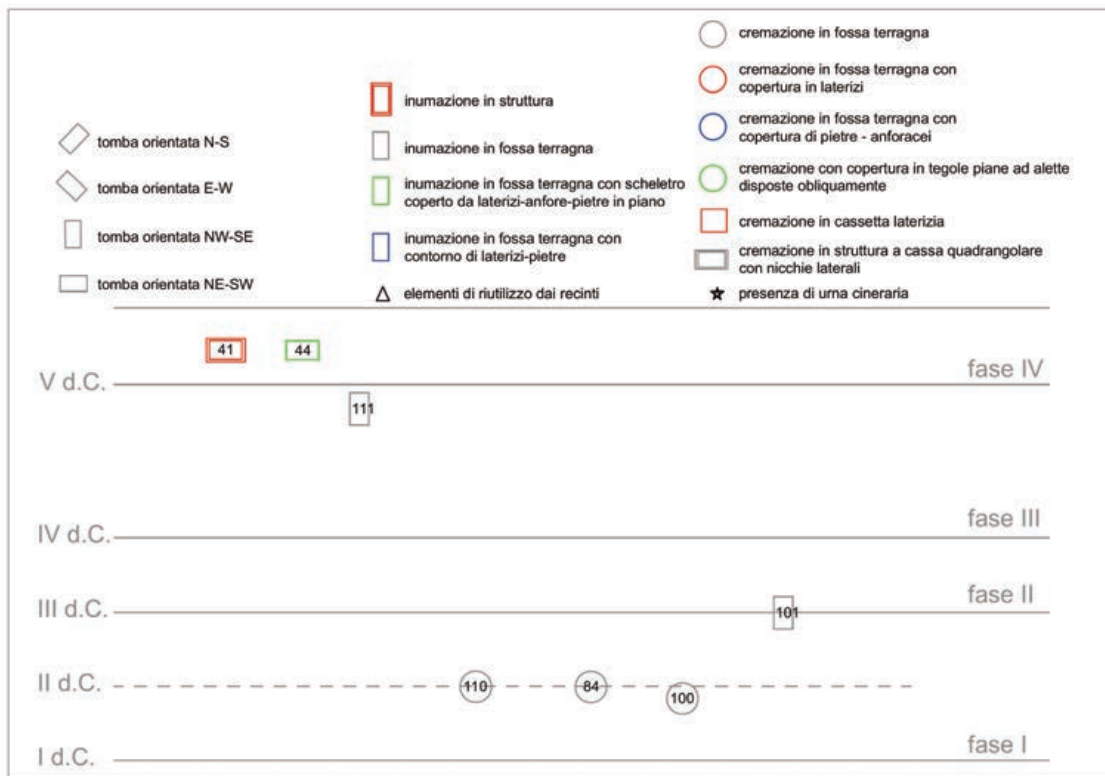 tomba orientata N-S
tomba orientata E-W
tomba orientata NW-SE
tomba orientata NE-SW
inumazione in struttura
inumazione in fossa terragna
inumazione in fossa terragna con scheletro
coperto da laterizi-anfore-pietre in piano
inumazione in fossa terragna con
contorno di laterizi-pietre
elementi di riutilizzo dai recinti
cremazione in fossa terragna
cremazione in fossa terragna con
copertura in laterizi
cremazione in fossa terragna con
copertura di pietre - anforacei
cremazione con copertura in tegole piane ad alette
disposte obliquamente
cremazione in cassetta laterizia
cremazione in struttura a cassa quadrangolare
con nicchie laterali
presenza di urna cineraria
41 44
V d.C. fase IV
111
IV d.C. fase III
III d.C. 101 fase II
II d.C. 110 84 100
I d.C. fase I